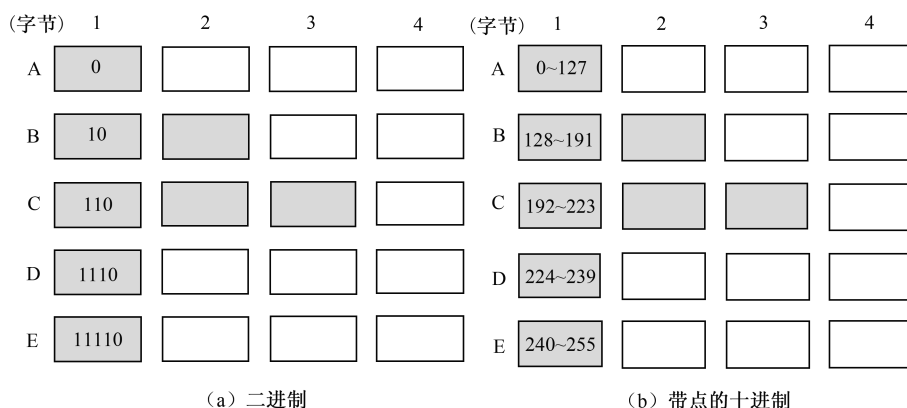 (字节) 1 2 3 4 (字节) 1 2 3 4
A 0 A 0~127
B 10 B 128~191
C 110 C 192~223
D 1110 D 224~239
E 11110 E 240~255
(a) 二进制 (b) 带点的十进制